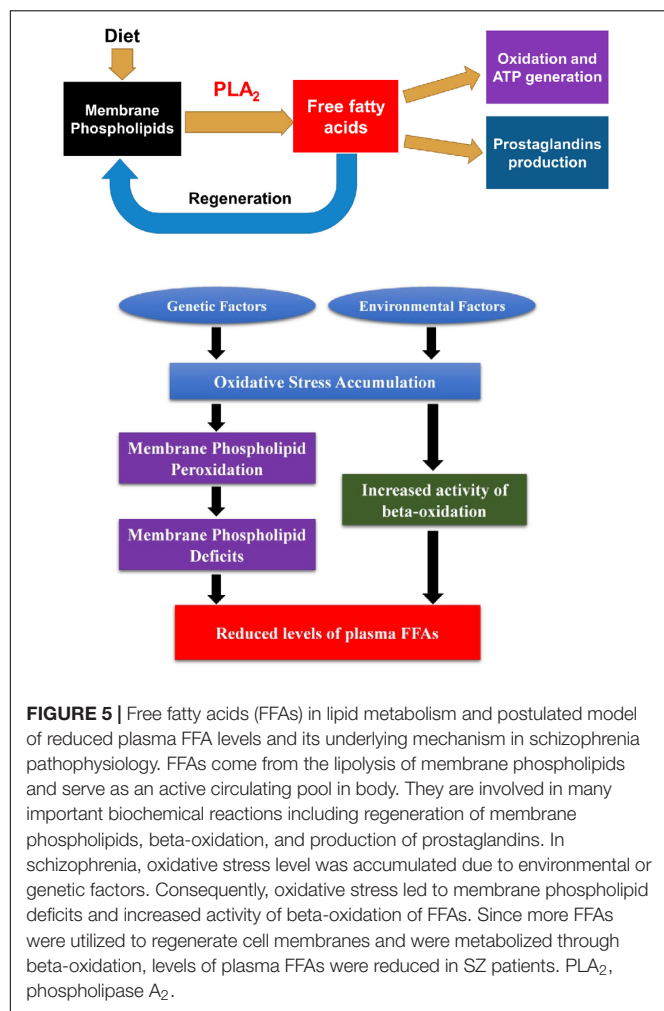 Diet
PLA2
Membrane
Phospholipids
Free fatty
acids
Oxidation and
ATP generation
Prostaglandins
production
Regeneration
Genetic Factors
Environmental Factors
Oxidative Stress Accumulation
Membrane Phospholipid
Peroxidation
Increased activity of
beta-oxidation
Membrane Phospholipid
Deficits
Reduced levels of plasma FFAs
FIGURE 5 | Free fatty acids (FFAs) in lipid metabolism and postulated model
of reduced plasma FFA levels and its underlying mechanism in schizophrenia
pathophysiology. FFAs come from the lipolysis of membrane phospholipids
and serve as an active circulating pool in body. They are involved in many
important biochemical reactions including regeneration of membrane
phospholipids, beta-oxidation, and production of prostaglandins. In
schizophrenia, oxidative stress level was accumulated due to environmental or
genetic factors. Consequently, oxidative stress led to membrane phospholipid
deficits and increased activity of beta-oxidation of FFAs. Since more FFAs
were utilized to regenerate cell membranes and were metabolized through
beta-oxidation, levels of plasma FFAs were reduced in SZ patients. PLA2,
phospholipase A2.